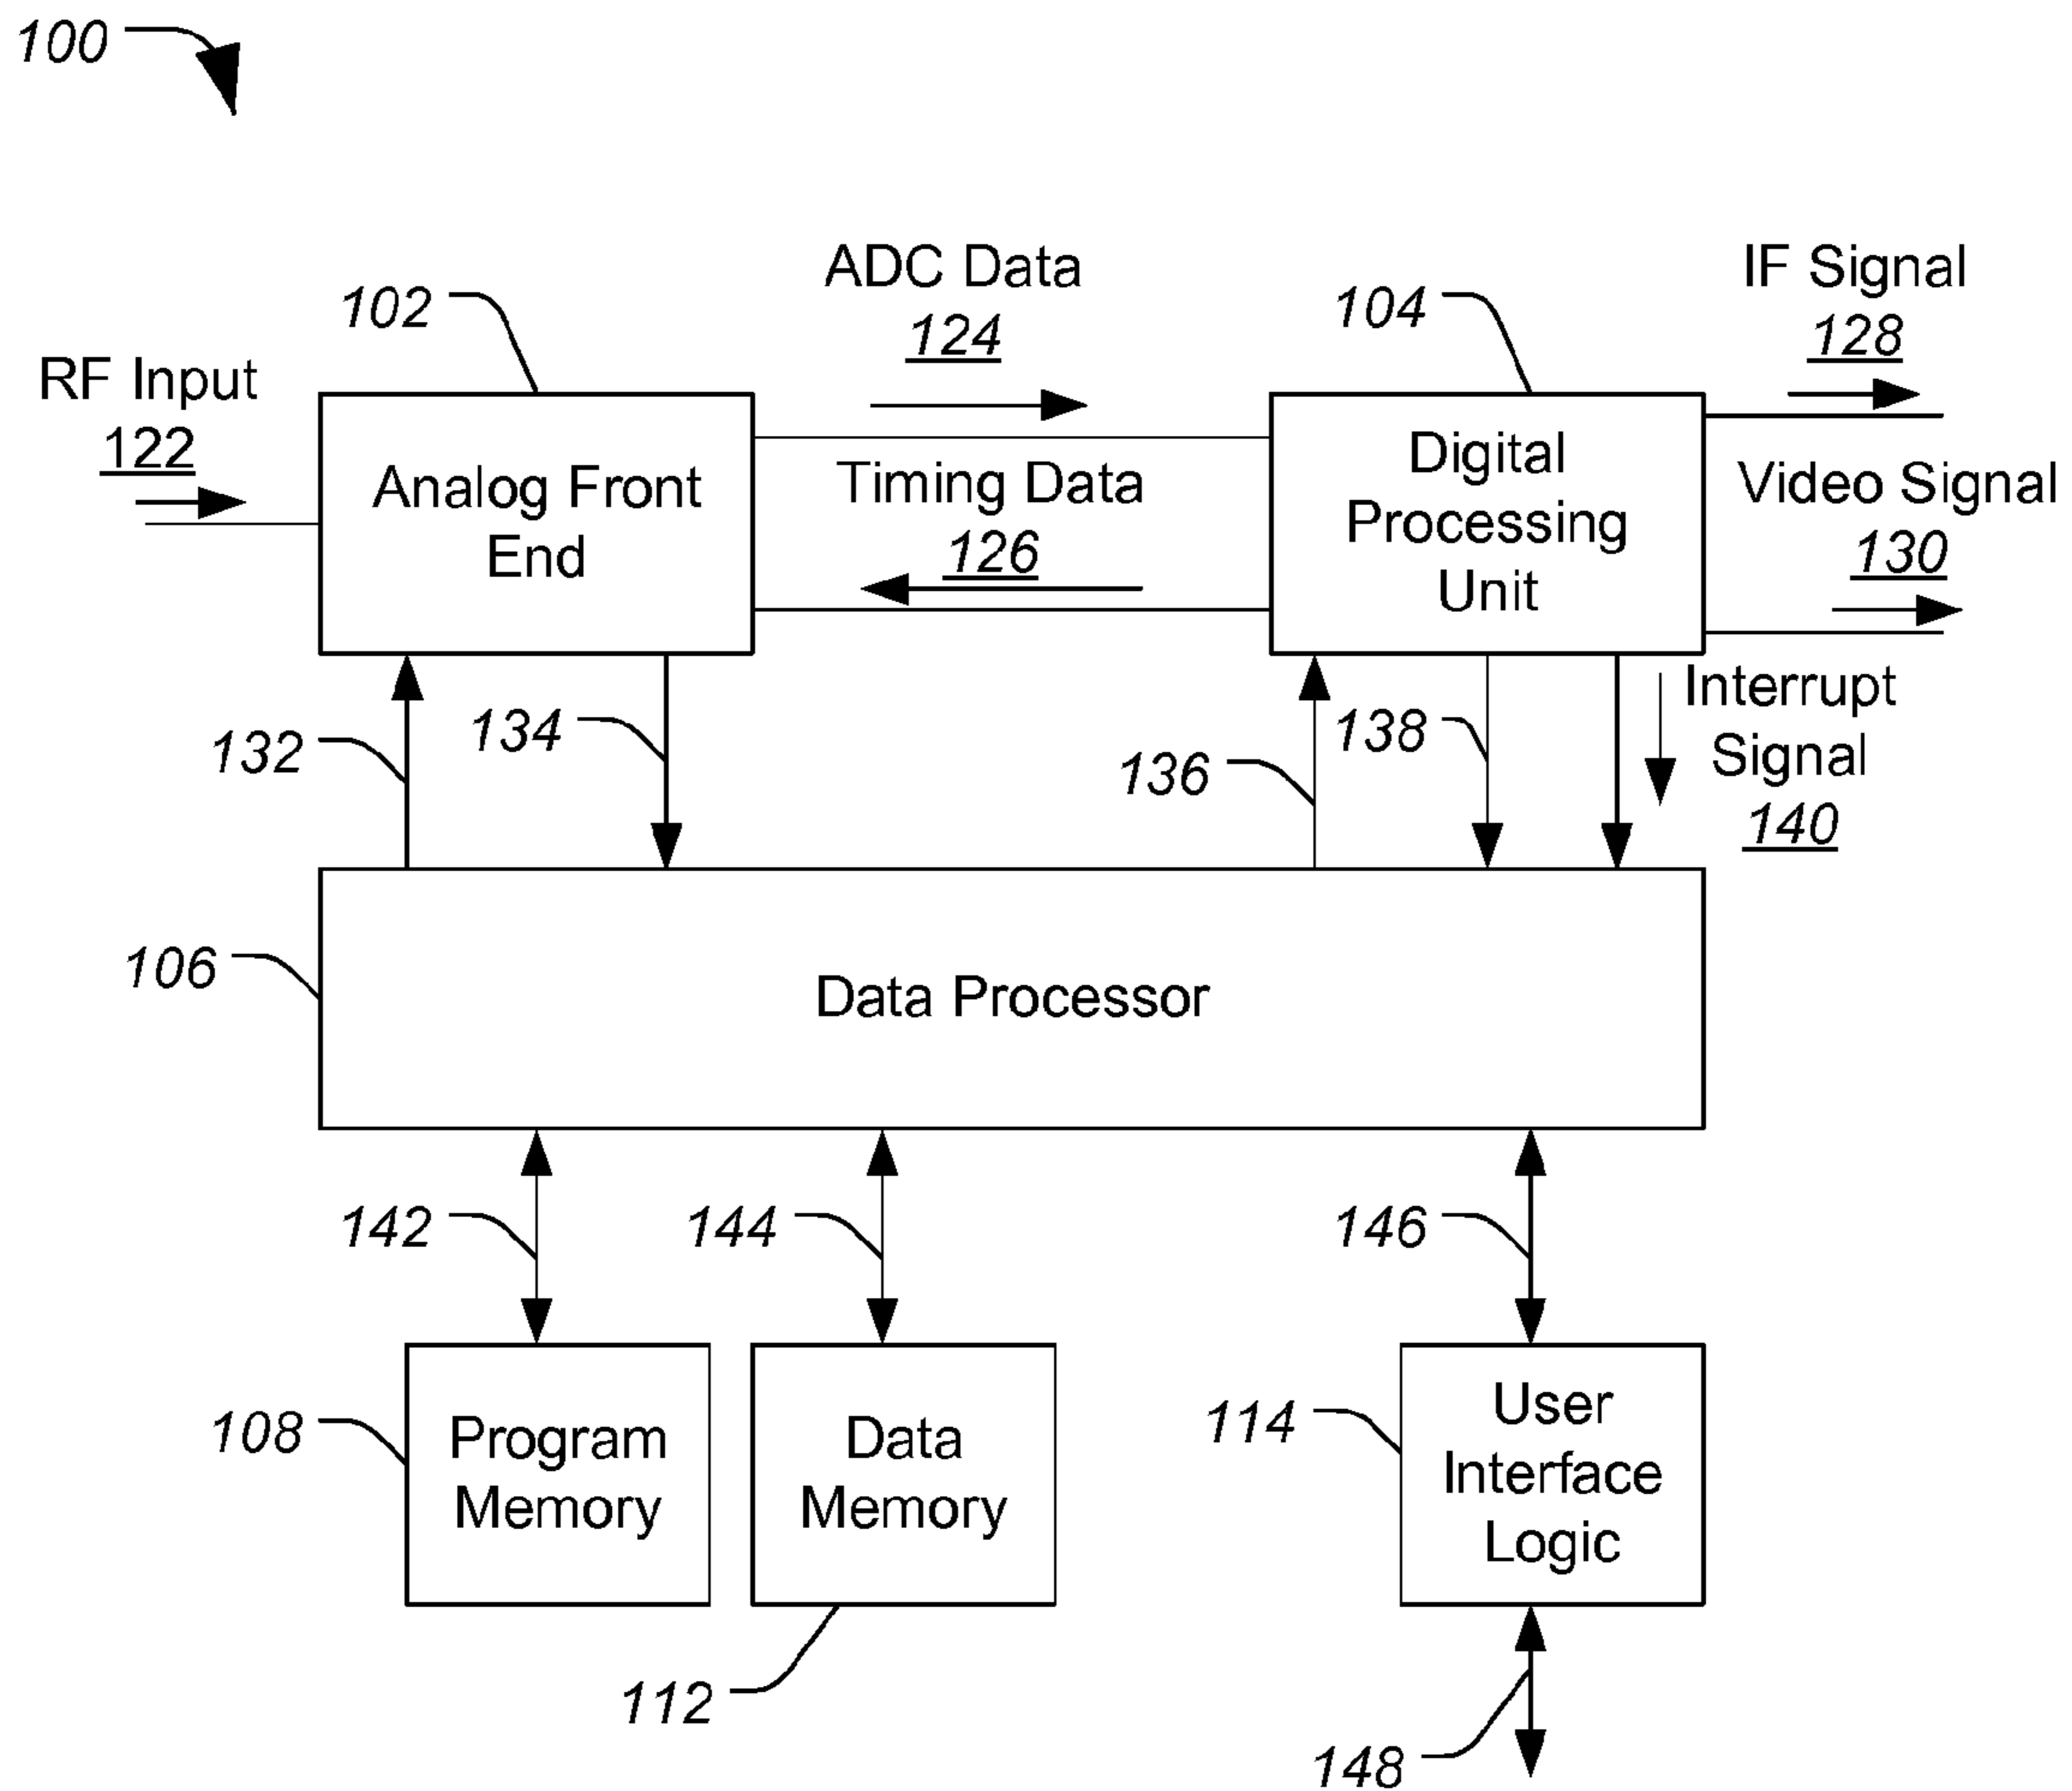 100
ADC Data
124
IF Signal
128
102
104
RF Input
122
Analog Front
End
Timing Data
126
Digital
Processing
Unit
Video Signal
130
132
134
136
138
Interrupt
Signal
140
106
Data Processor
142
144
146
108
Program
Memory
Data
Memory
114
User
Interface
Logic
112
148